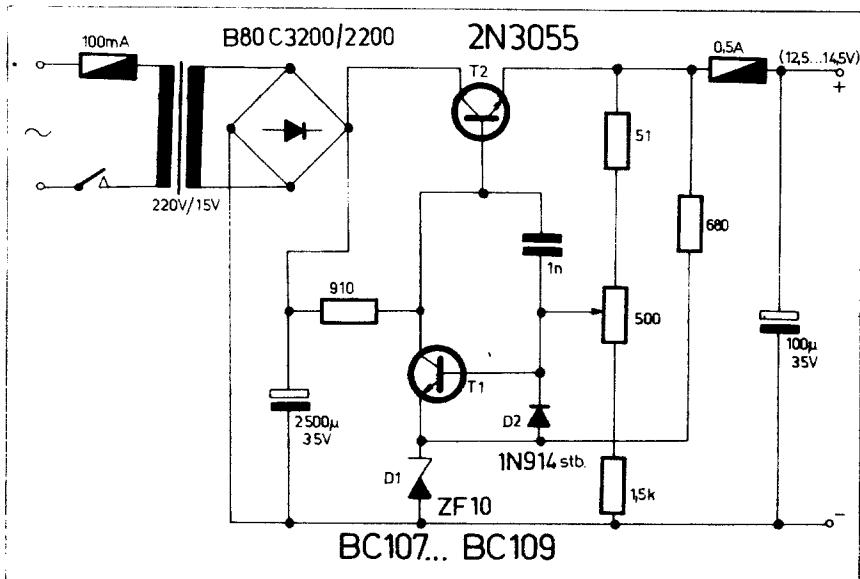 100mA
B80 C3200/2200
2N3055
0,5A
(12,5...14,5V)
+
T2
51
~
220V/15V
680
1n
910
500
100µ
35V
T1
2500µ
35V
D2
1N914 stb.
D1
ZF10
1,5k
-
BC107... BC109